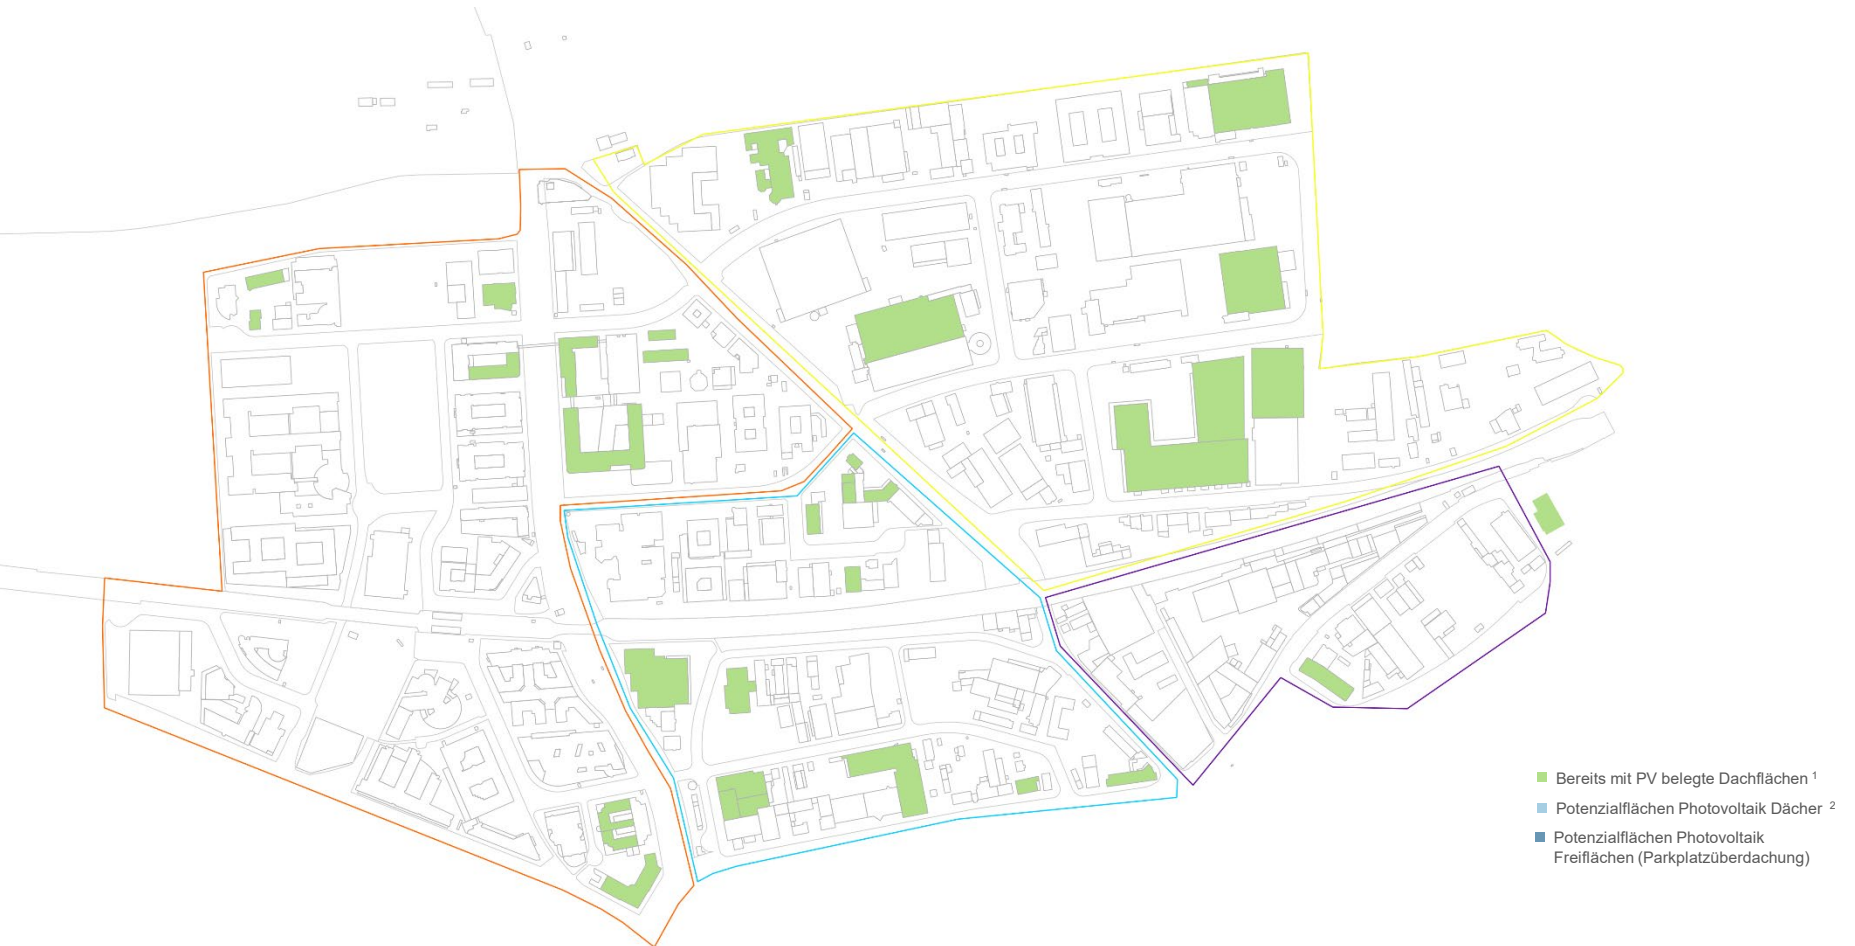 Bereits mit PV belegte Dachflächen ¹
Potenzialflächen Photovoltaik Dächer ²
Potenzialflächen Photovoltaik
Freiflächen (Parkplatzüberdachung)